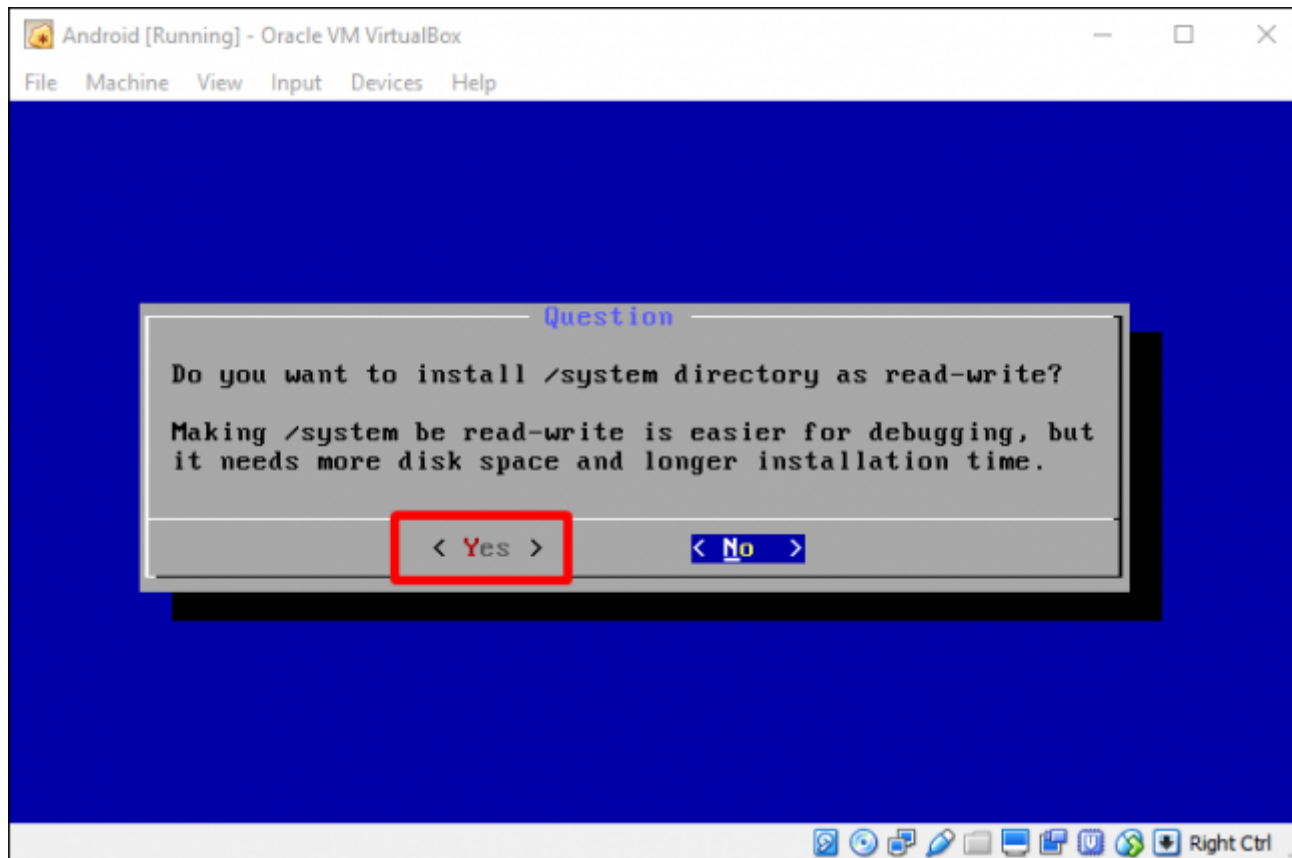 Android [Running] - Oracle VM VirtualBox
File Machine View Input Devices Help
Question
Do you want to install /system directory as read-write?
Making /system be read-write is easier for debugging, but
it needs more disk space and longer installation time.
< Yes > < No >
Right Ctrl